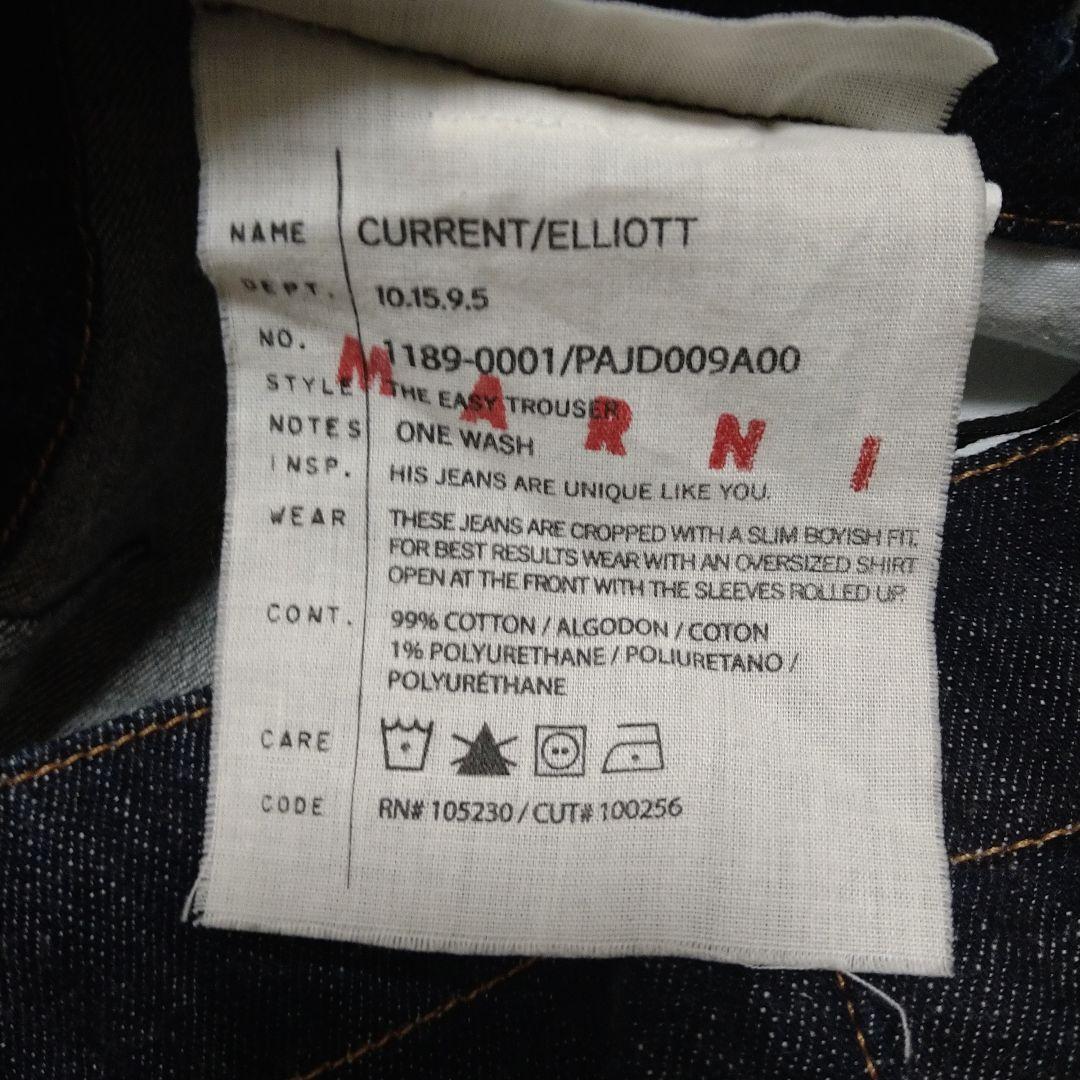 NAME CURRENT/ELLIOTT
DEPT. 10.15.9.5
NO. 1189-0001/PAJD009A00
MARNI
STYLE THE EASY TROUSER
NOTES ONE WASH
INSP. HIS JEANS ARE UNIQUE LIKE YOU.
WEAR THESE JEANS ARE CROPPED WITH A SLIM BOYISH FIT.
FOR BEST RESULTS WEAR WITH AN OVERSIZED SHIRT
OPEN AT THE FRONT WITH THE SLEEVES ROLLED UP.
CONT. 99% COTTON / ALGODON / COTON
1% POLYURETHANE / POLIURETANO /
POLYURÉTHANE
CARE
CODE RN# 105230 / CUT# 100256